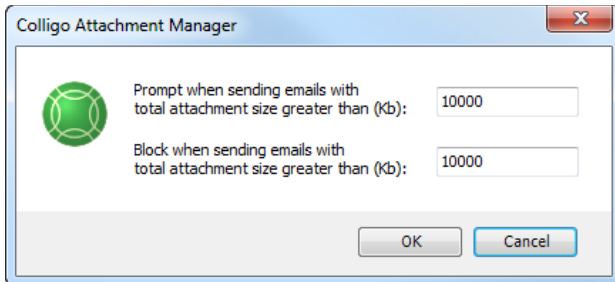 Colligo Attachment Manager
Prompt when sending emails with
total attachment size greater than (Kb):
10000
Block when sending emails with
total attachment size greater than (Kb):
10000
OK
Cancel